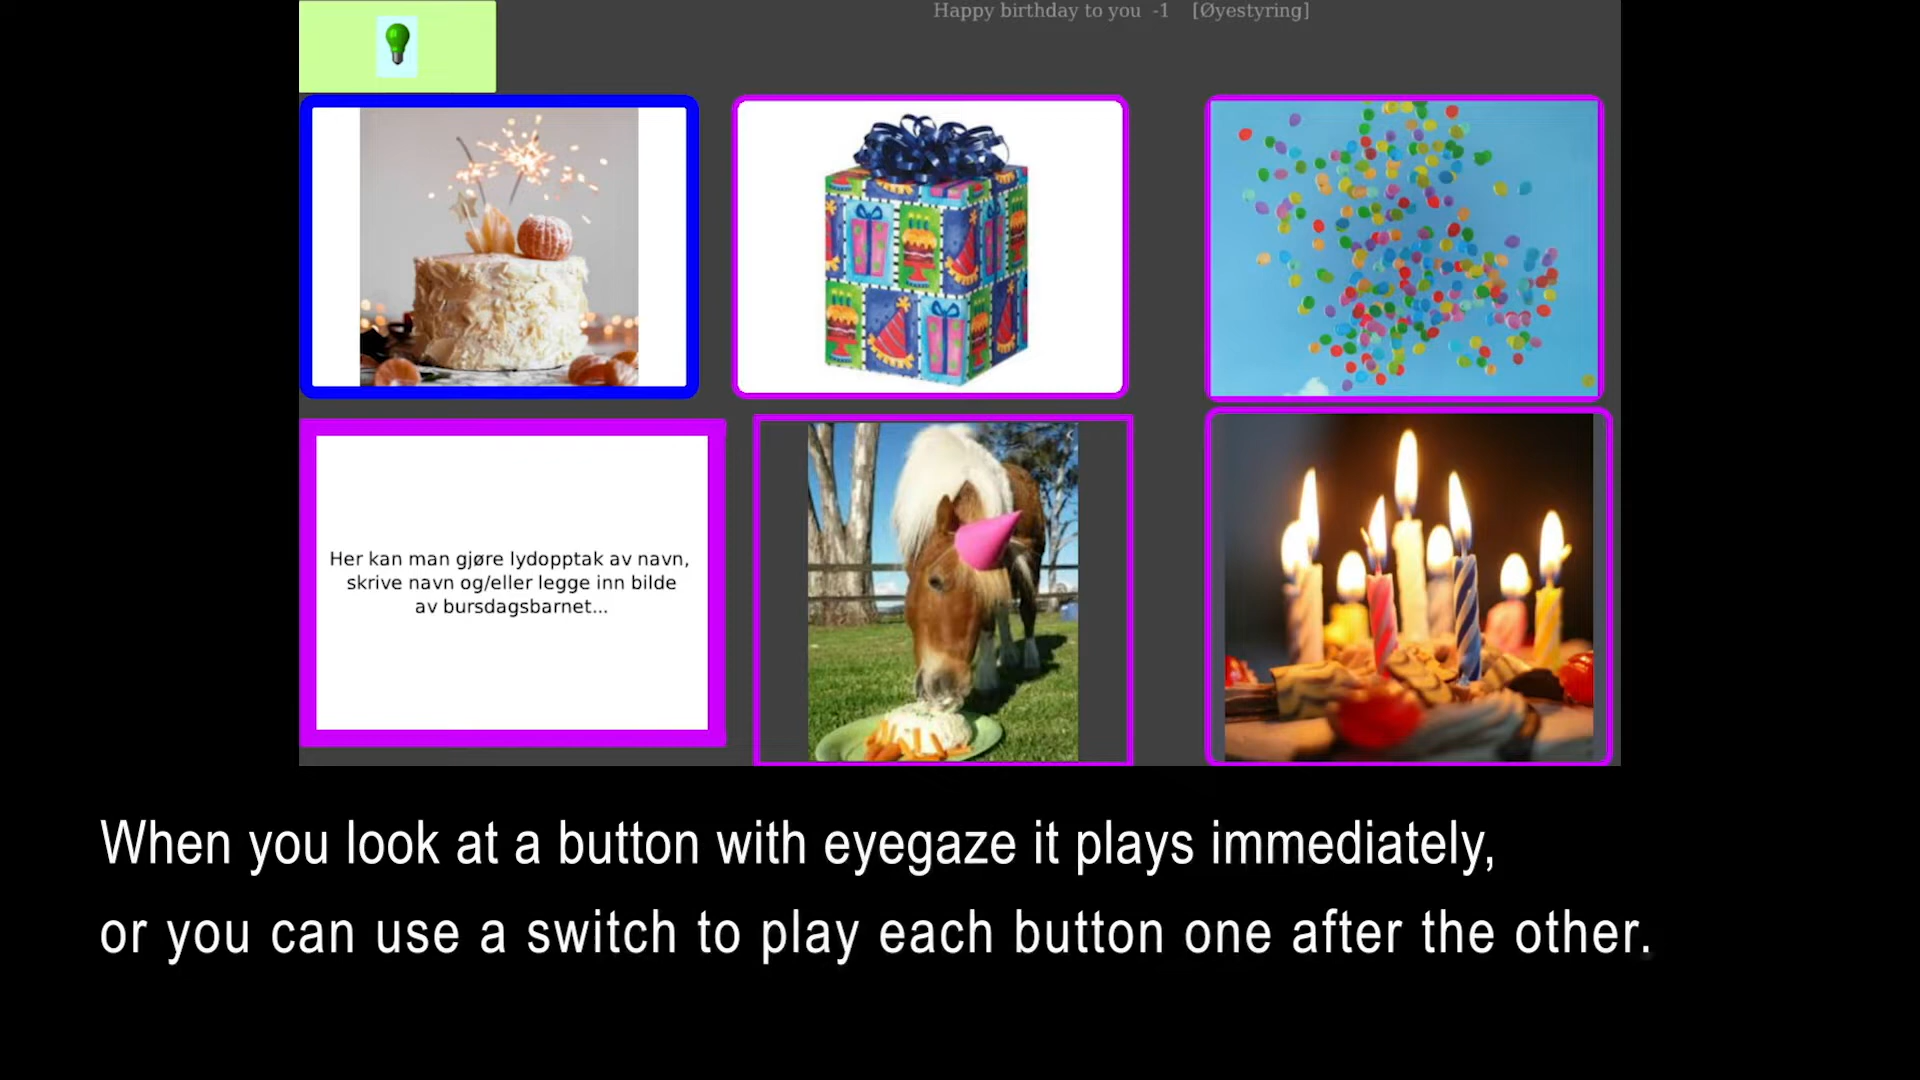 Happy birthday to you -1 [Øyestyring]
Her kan man gjøre lydopptak av navn,
skrive navn og/eller legge inn bilde
av bursdagsbarnet...
When you look at a button with eyegaze it plays immediately,
or you can use a switch to play each button one after the other.